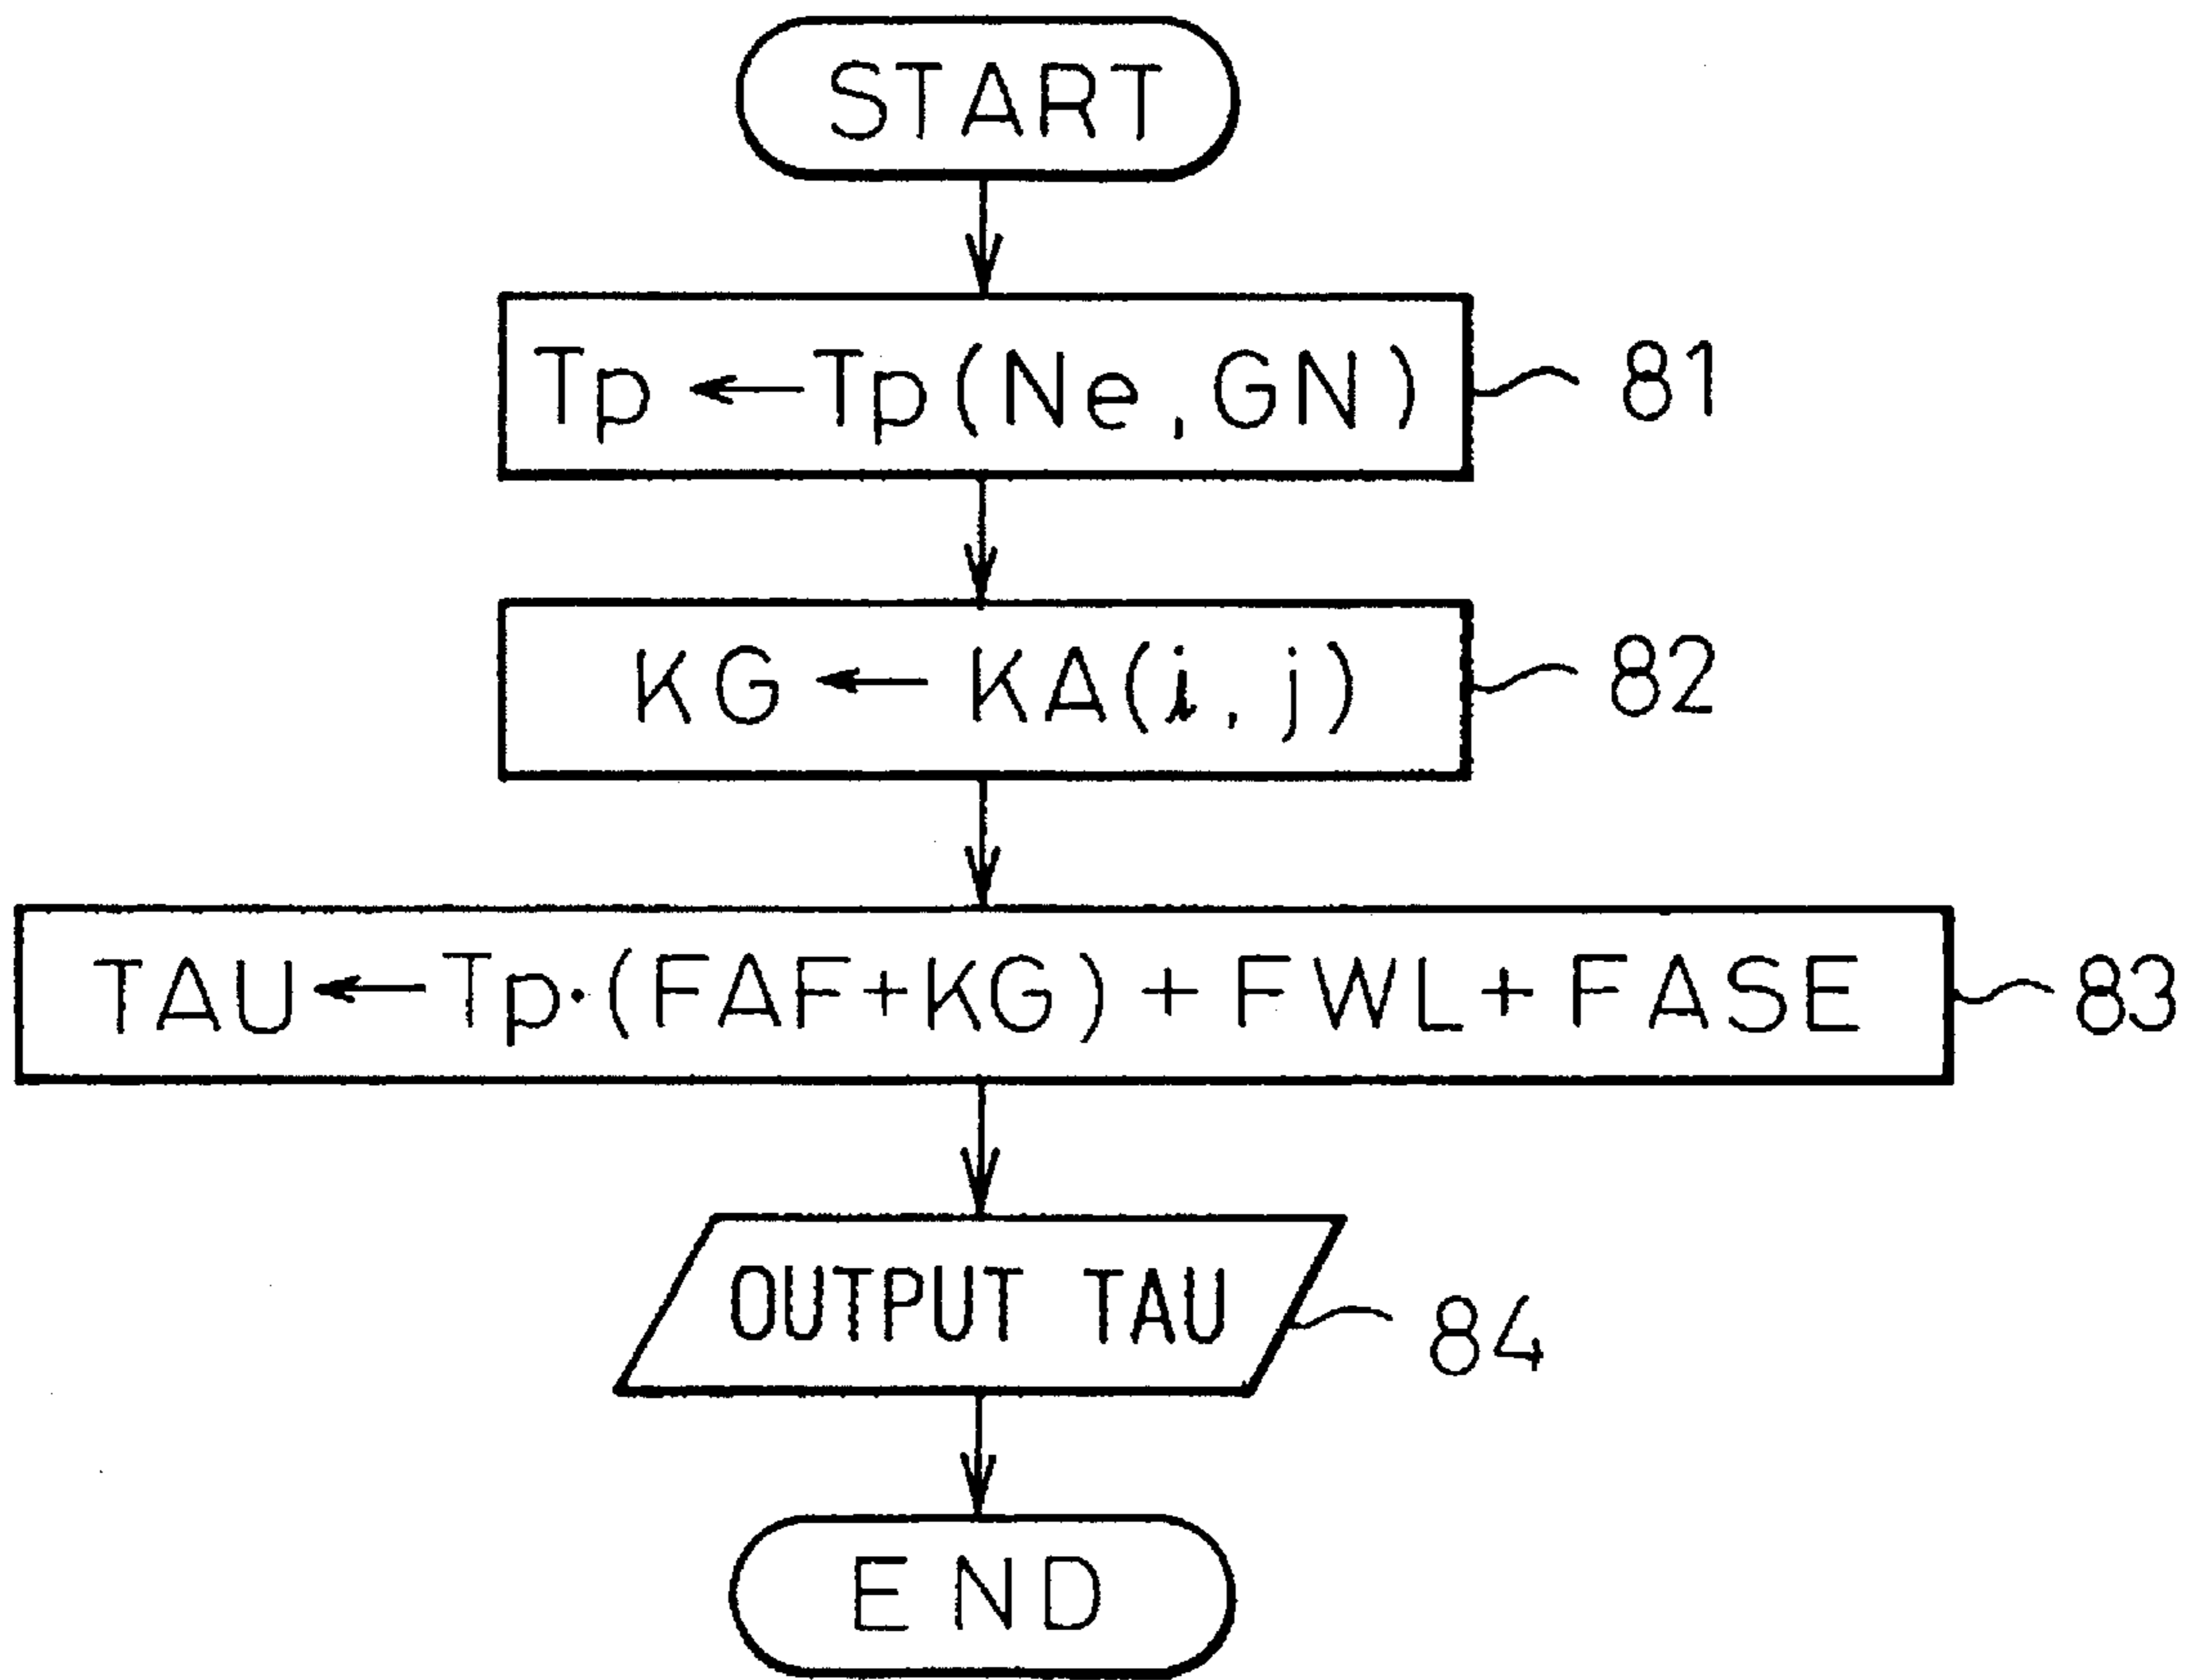 START
Tp ← Tp(Ne,GN)
81
KG ← KA(i,j)
82
TAU ← Tp·(FAF+KG)+FWL+FASE
83
OUTPUT TAU
84
END